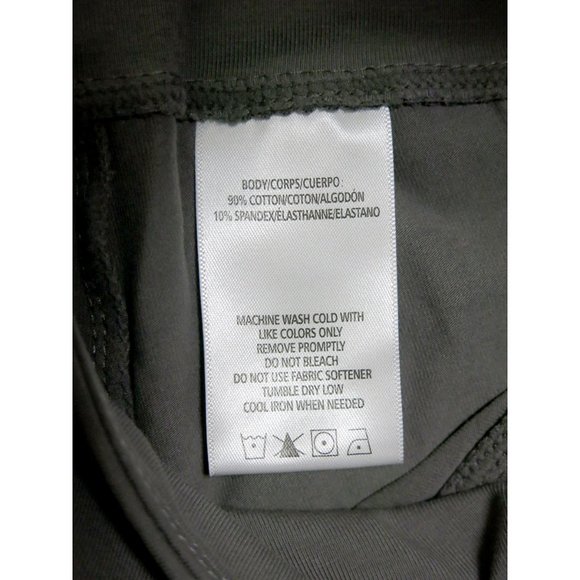 BODY/CORPS/CUERPO
90% COTTON/COTON/ALGODÓN
10% SPANDEX/ÉLASTHANNE/ELASTANO
MACHINE WASH COLD WITH
LIKE COLORS ONLY
REMOVE PROMPTLY
DO NOT BLEACH
DO NOT USE FABRIC SOFTENER
TUMBLE DRY LOW
COOL IRON WHEN NEEDED